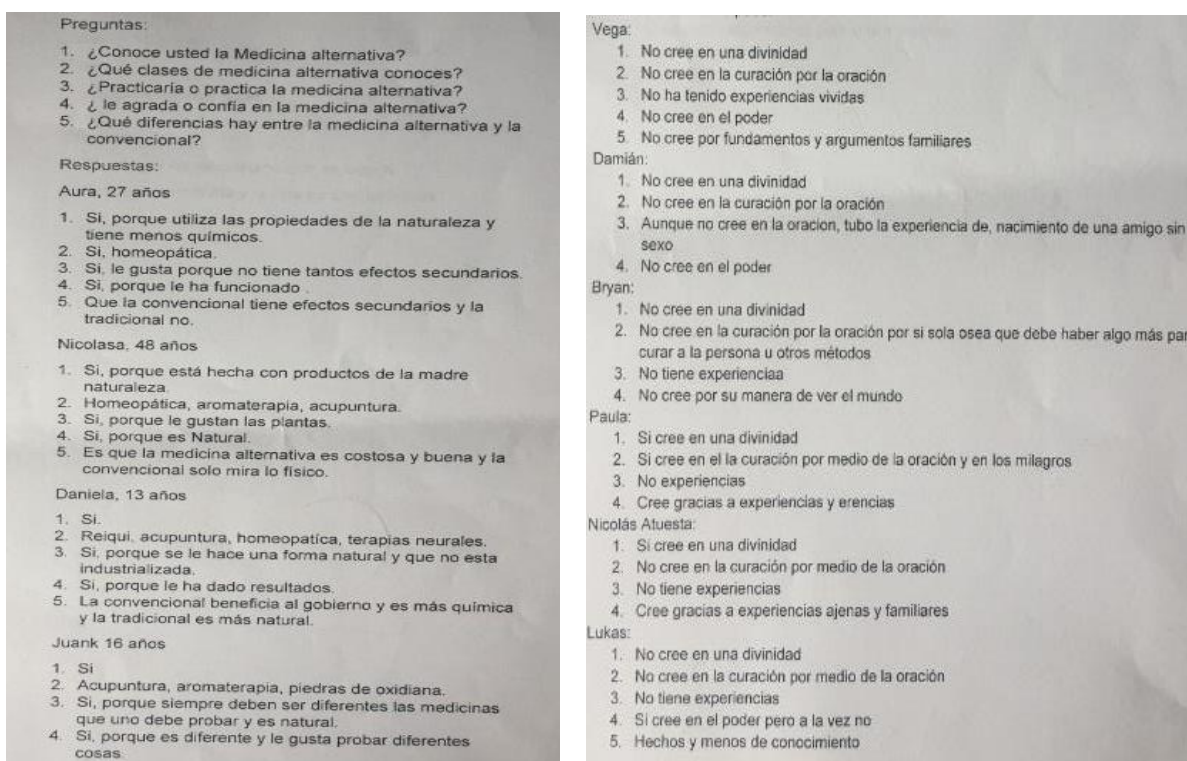 Preguntas:
1. ¿Conoce usted la Medicina alternativa?
2. ¿Qué clases de medicina alternativa conoces?
3. ¿Practicaría o practica la medicina alternativa?
4. ¿ le agrada o confía en la medicina alternativa?
5. ¿Qué diferencias hay entre la medicina alternativa y la
convencional?
Respuestas:
Aura, 27 años
1. Si, porque utiliza las propiedades de la naturaleza y
tiene menos químicos.
2. Si, homeopática.
3. Si, le gusta porque no tiene tantos efectos secundarios.
4. Si, porque le ha funcionado .
5. Que la convencional tiene efectos secundarios y la
tradicional no.
Nicolasa, 48 años
1. Si, porque está hecha con productos de la madre
naturaleza.
2. Homeopática, aromaterapia, acupuntura.
3. Si, porque le gustan las plantas.
4. Si, porque es Natural.
5. Es que la medicina alternativa es costosa y buena y la
convencional solo mira lo físico.
Daniela, 13 años
1. Si.
2. Reiqui, acupuntura, homeopatíca, terapias neurales.
3. Si, porque se le hace una forma natural y que no esta
industrializada.
4. Si, porque le ha dado resultados.
5. La convencional beneficia al gobierno y es más química
y la tradicional es más natural.
Juank 16 años
1. Si
2. Acupuntura, aromaterapia, piedras de oxidiana.
3. Si, porque siempre deben ser diferentes las medicinas
que uno debe probar y es natural.
4. Si, porque es diferente y le gusta probar diferentes
cosas.
Vega:
1. No cree en una divinidad
2. No cree en la curación por la oración
3. No ha tenido experiencias vividas
4. No cree en el poder
5. No cree por fundamentos y argumentos familiares
Damián:
1. No cree en una divinidad
2. No cree en la curación por la oración
3. Aunque no cree en la oracion, tubo la experiencia de, nacimiento de una amigo sin
sexo
4. No cree en el poder
Bryan:
1. No cree en una divinidad
2. No cree en la curación por la oración por si sola osea que debe haber algo más par
curar a la persona u otros métodos
3. No tiene experienciaa
4. No cree por su manera de ver el mundo
Paula:
1. Si cree en una divinidad
2. Si cree en el la curación por medio de la oración y en los milagros
3. No experiencias
4. Cree gracias a experiencias y erencias
Nicolás Atuesta:
1. Si cree en una divinidad
2. No cree en la curación por medio de la oración
3. No tiene experiencias
4. Cree gracias a experiencias ajenas y familiares
Lukas:
1. No cree en una divinidad
2. No cree en la curación por medio de la oración
3. No tiene experiencias
4. Si cree en el poder pero a la vez no
5. Hechos y menos de conocimiento